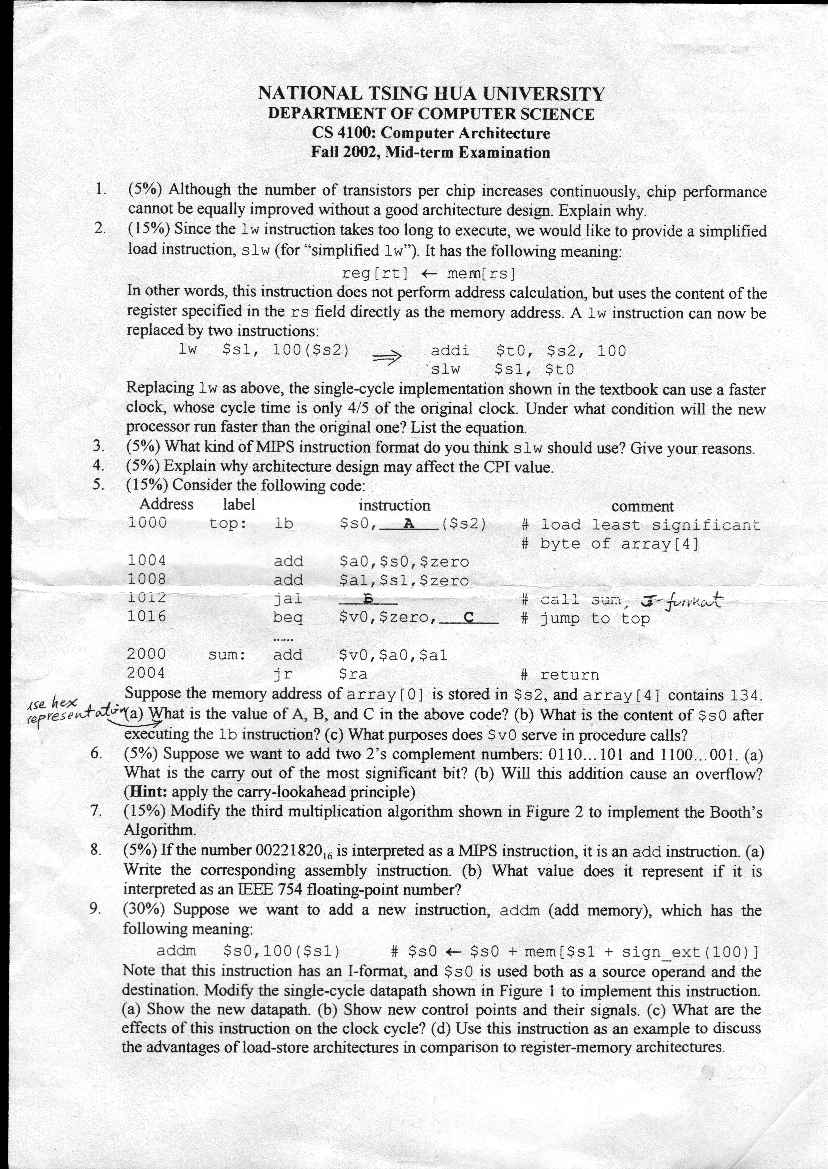 NATIONAL TSING HUA UNIVERSITY
DEPARTMENT OF COMPUTER SCIENCE
CS 4100: Computer Architecture
Fall 2002, Mid-term Examination
1. (5%) Although the number of transistors per chip increases continuously, chip performance
cannot be equally improved without a good architecture design. Explain why.
2. (15%) Since the lw instruction takes too long to execute, we would like to provide a simplified
load instruction, slw (for "simplified lw"). It has the following meaning:
reg[rt] ← mem[rs]
In other words, this instruction does not perform address calculation, but uses the content of the
register specified in the rs field directly as the memory address. A lw instruction can now be
replaced by two instructions:
lw $s1, 100($s2) ⟹ addi $t0, $s2, 100
slw $s1, $t0
Replacing lw as above, the single-cycle implementation shown in the textbook can use a faster
clock, whose cycle time is only 4/5 of the original clock. Under what condition will the new
processor run faster than the original one? List the equation.
3. (5%) What kind of MIPS instruction format do you think slw should use? Give your reasons.
4. (5%) Explain why architecture design may affect the CPI value.
5. (15%) Consider the following code:
Address label instruction comment
1000 top: lb $s0, A ($s2) # load least significant
# byte of array[4]
1004 add $a0,$s0,$zero
1008 add $a1,$s1,$zero
1012 jal B # call sum, J-format
1016 beq $v0,$zero, C # jump to top
......
2000 sum: add $v0,$a0,$a1
2004 jr $ra # return
Suppose the memory address of array[0] is stored in $s2, and array[4] contains 134.
use hex
representation (a) What is the value of A, B, and C in the above code? (b) What is the content of $s0 after
executing the lb instruction? (c) What purposes does $v0 serve in procedure calls?
6. (5%) Suppose we want to add two 2's complement numbers: 0110...101 and 1100...001. (a)
What is the carry out of the most significant bit? (b) Will this addition cause an overflow?
(Hint: apply the carry-lookahead principle)
7. (15%) Modify the third multiplication algorithm shown in Figure 2 to implement the Booth's
Algorithm.
8. (5%) If the number 00221820₁₆ is interpreted as a MIPS instruction, it is an add instruction. (a)
Write the corresponding assembly instruction. (b) What value does it represent if it is
interpreted as an IEEE 754 floating-point number?
9. (30%) Suppose we want to add a new instruction, addm (add memory), which has the
following meaning:
addm $s0,100($s1) # $s0 ← $s0 + mem[$s1 + sign_ext(100)]
Note that this instruction has an I-format, and $s0 is used both as a source operand and the
destination. Modify the single-cycle datapath shown in Figure 1 to implement this instruction.
(a) Show the new datapath. (b) Show new control points and their signals. (c) What are the
effects of this instruction on the clock cycle? (d) Use this instruction as an example to discuss
the advantages of load-store architectures in comparison to register-memory architectures.